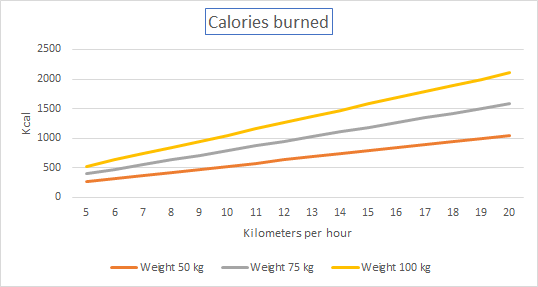 Calories burned
2500
2000
1500
1000
500
0
Kcal
5 6 7 8 9 10 11 12 13 14 15 16 17 18 19 20
Kilometers per hour
Weight 50 kg Weight 75 kg Weight 100 kg